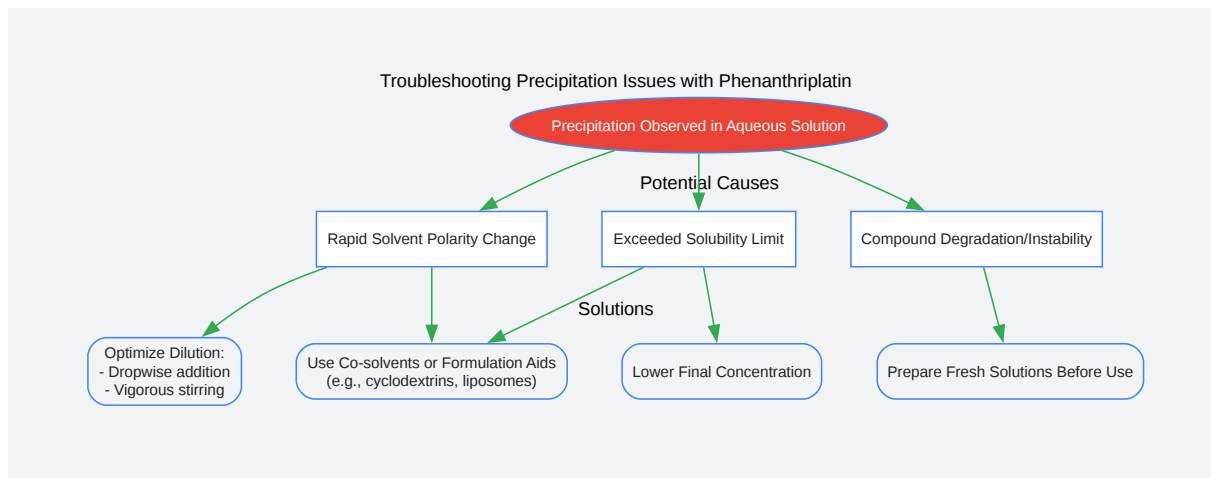 Troubleshooting Precipitation Issues with Phenanthriplatin
Precipitation Observed in Aqueous Solution
Potential Causes
Rapid Solvent Polarity Change
Exceeded Solubility Limit
Compound Degradation/Instability
Solutions
Optimize Dilution:
- Dropwise addition
- Vigorous stirring
Use Co-solvents or Formulation Aids
(e.g., cyclodextrins, liposomes)
Lower Final Concentration
Prepare Fresh Solutions Before Use